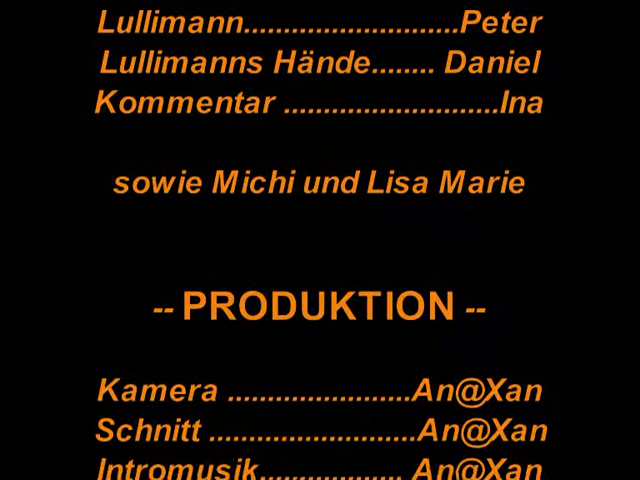 Lullimann...........................Peter
Lullimanns Hände........ Daniel
Kommentar ...........................Ina
sowie Michi und Lisa Marie
-- PRODUKTION --
Kamera .......................An@Xan
Schnitt ..........................An@Xan
Intromusik.................. An@Xan